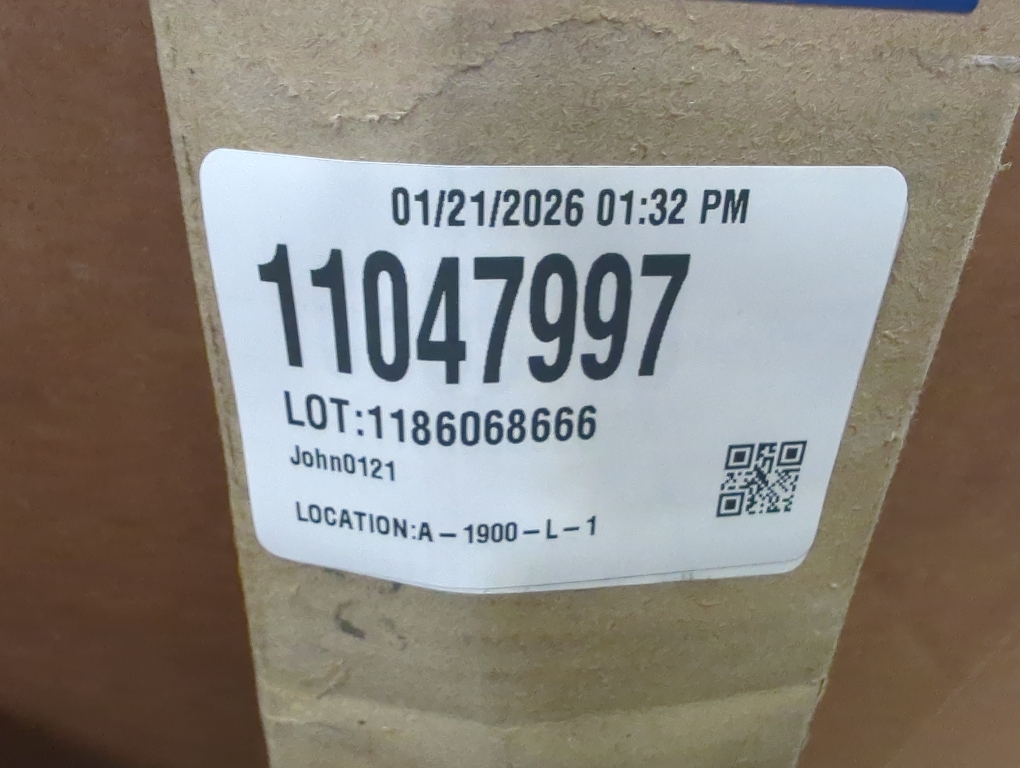 01/21/2026 01:32 PM
11047997
LOT:1186068666
John0121
LOCATION:A-1900-L-1